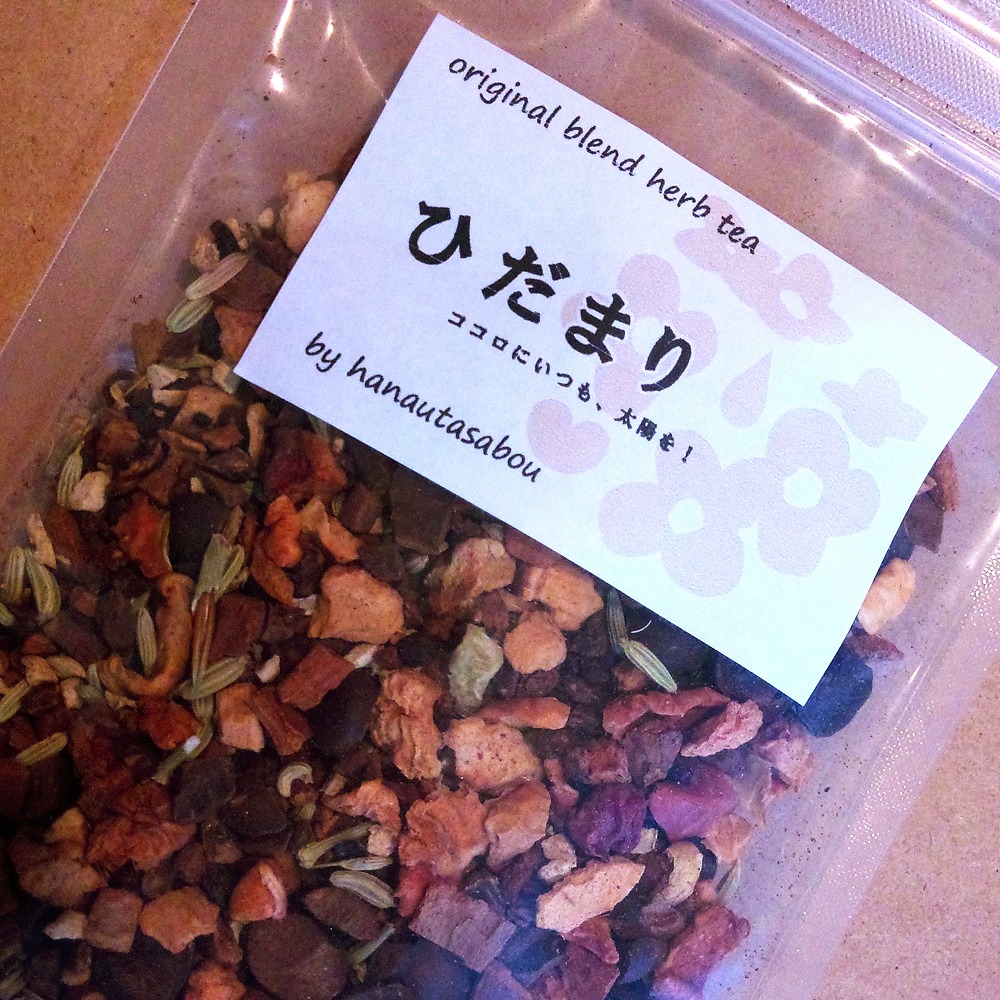 original blend herb tea
ひだまり
ココロにいつも、太陽を！
by hanautasabou